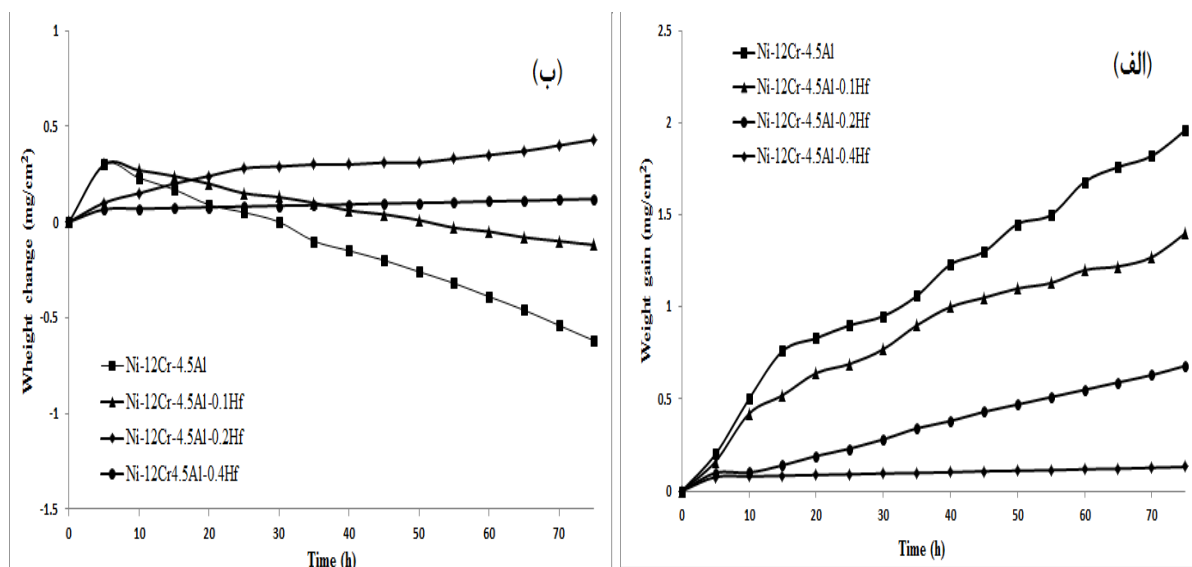 (ب)
Wheight change (mg/cm²)
1
0.5
0
-0.5
-1
-1.5
0 10 20 30 40 50 60 70
Time (h)
Ni-12Cr-4.5Al
Ni-12Cr-4.5Al-0.1Hf
Ni-12Cr-4.5Al-0.2Hf
Ni-12Cr4.5Al-0.4Hf
(الف)
Weight gain (mg/cm²)
2.5
2
1.5
1
0.5
0
0 10 20 30 40 50 60 70
Time (h)
Ni-12Cr-4.5Al
Ni-12Cr-4.5Al-0.1Hf
Ni-12Cr-4.5Al-0.2Hf
Ni-12Cr-4.5Al-0.4Hf